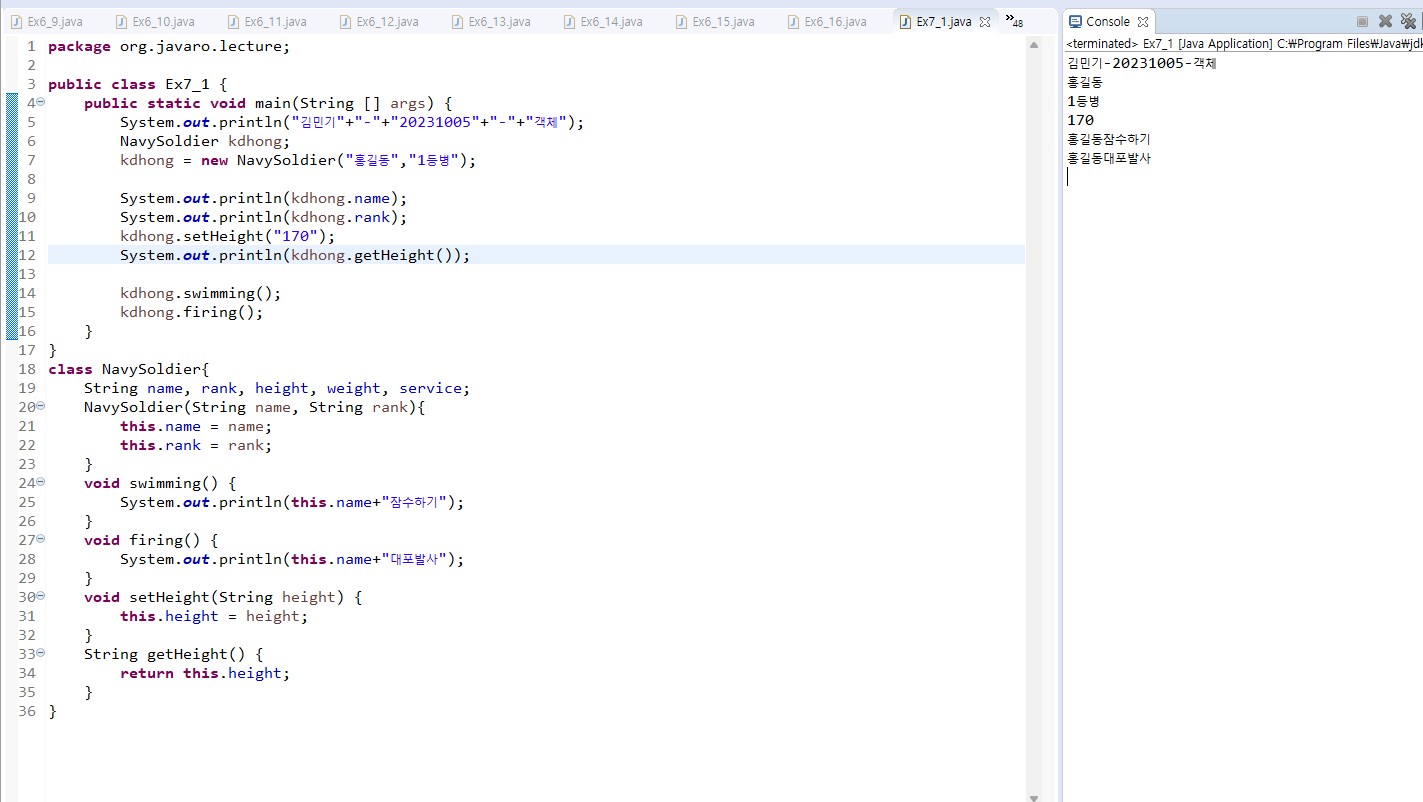 Ex6_9.java Ex6_10.java Ex6_11.java Ex6_12.java Ex6_13.java Ex6_14.java Ex6_15.java Ex6_16.java Ex7_1.java »48
1 package org.javaro.lecture;
2
3 public class Ex7_1 {
4     public static void main(String [] args) {
5         System.out.println("김민기"+"-"+"20231005"+"-"+"객체");
6         NavySoldier kdhong;
7         kdhong = new NavySoldier("홍길동","1등병");
8
9         System.out.println(kdhong.name);
10         System.out.println(kdhong.rank);
11         kdhong.setHeight("170");
12         System.out.println(kdhong.getHeight());
13
14         kdhong.swimming();
15         kdhong.firing();
16     }
17 }
18 class NavySoldier{
19     String name, rank, height, weight, service;
20     NavySoldier(String name, String rank){
21         this.name = name;
22         this.rank = rank;
23     }
24     void swimming() {
25         System.out.println(this.name+"잠수하기");
26     }
27     void firing() {
28         System.out.println(this.name+"대포발사");
29     }
30     void setHeight(String height) {
31         this.height = height;
32     }
33     String getHeight() {
34         return this.height;
35     }
36 }
Console
<terminated> Ex7_1 [Java Application] C:₩Program Files₩Java₩jdk
김민기-20231005-객체
홍길동
1등병
170
홍길동잠수하기
홍길동대포발사